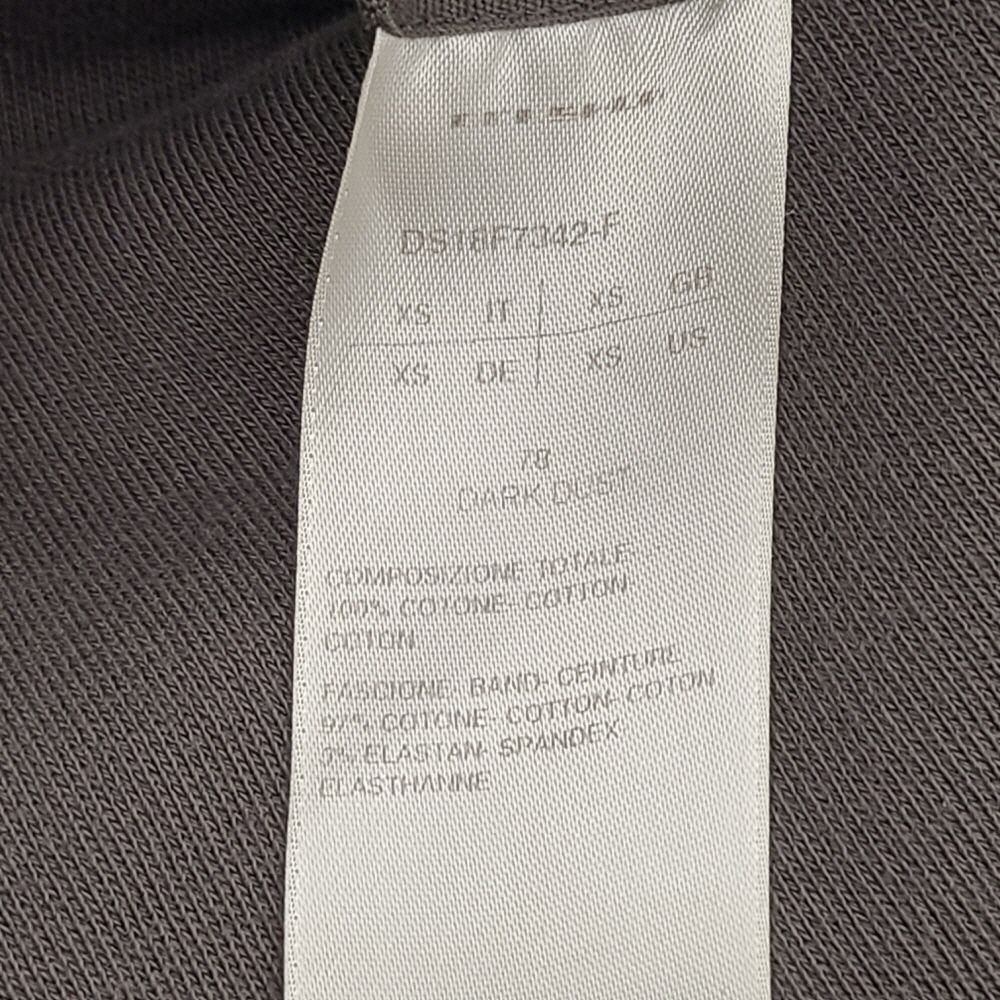 DS18F7342-F
XS IT XS GB
XS DE XS US
78
DARK DUST
COMPOSIZIONE TOTALE-
100% COTONE- COTTON-
COTON
FASCIONE- BAND- CEINTURE
97% COTONE- COTTON- COTON
3% ELASTAN- SPANDEX
ELASTHANNE